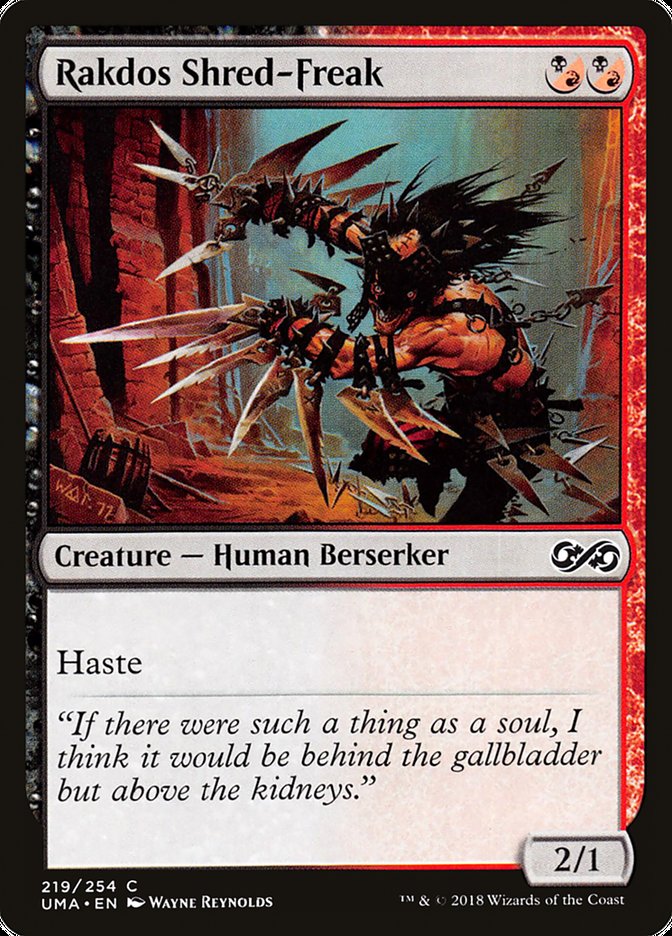 Rakdos Shred-Freak
Creature — Human Berserker
Haste
“If there were such a thing as a soul, I
think it would be behind the gallbladder
but above the kidneys.”
2/1
219/254 C
UMA • EN Wayne Reynolds
™ & © 2018 Wizards of the Coast